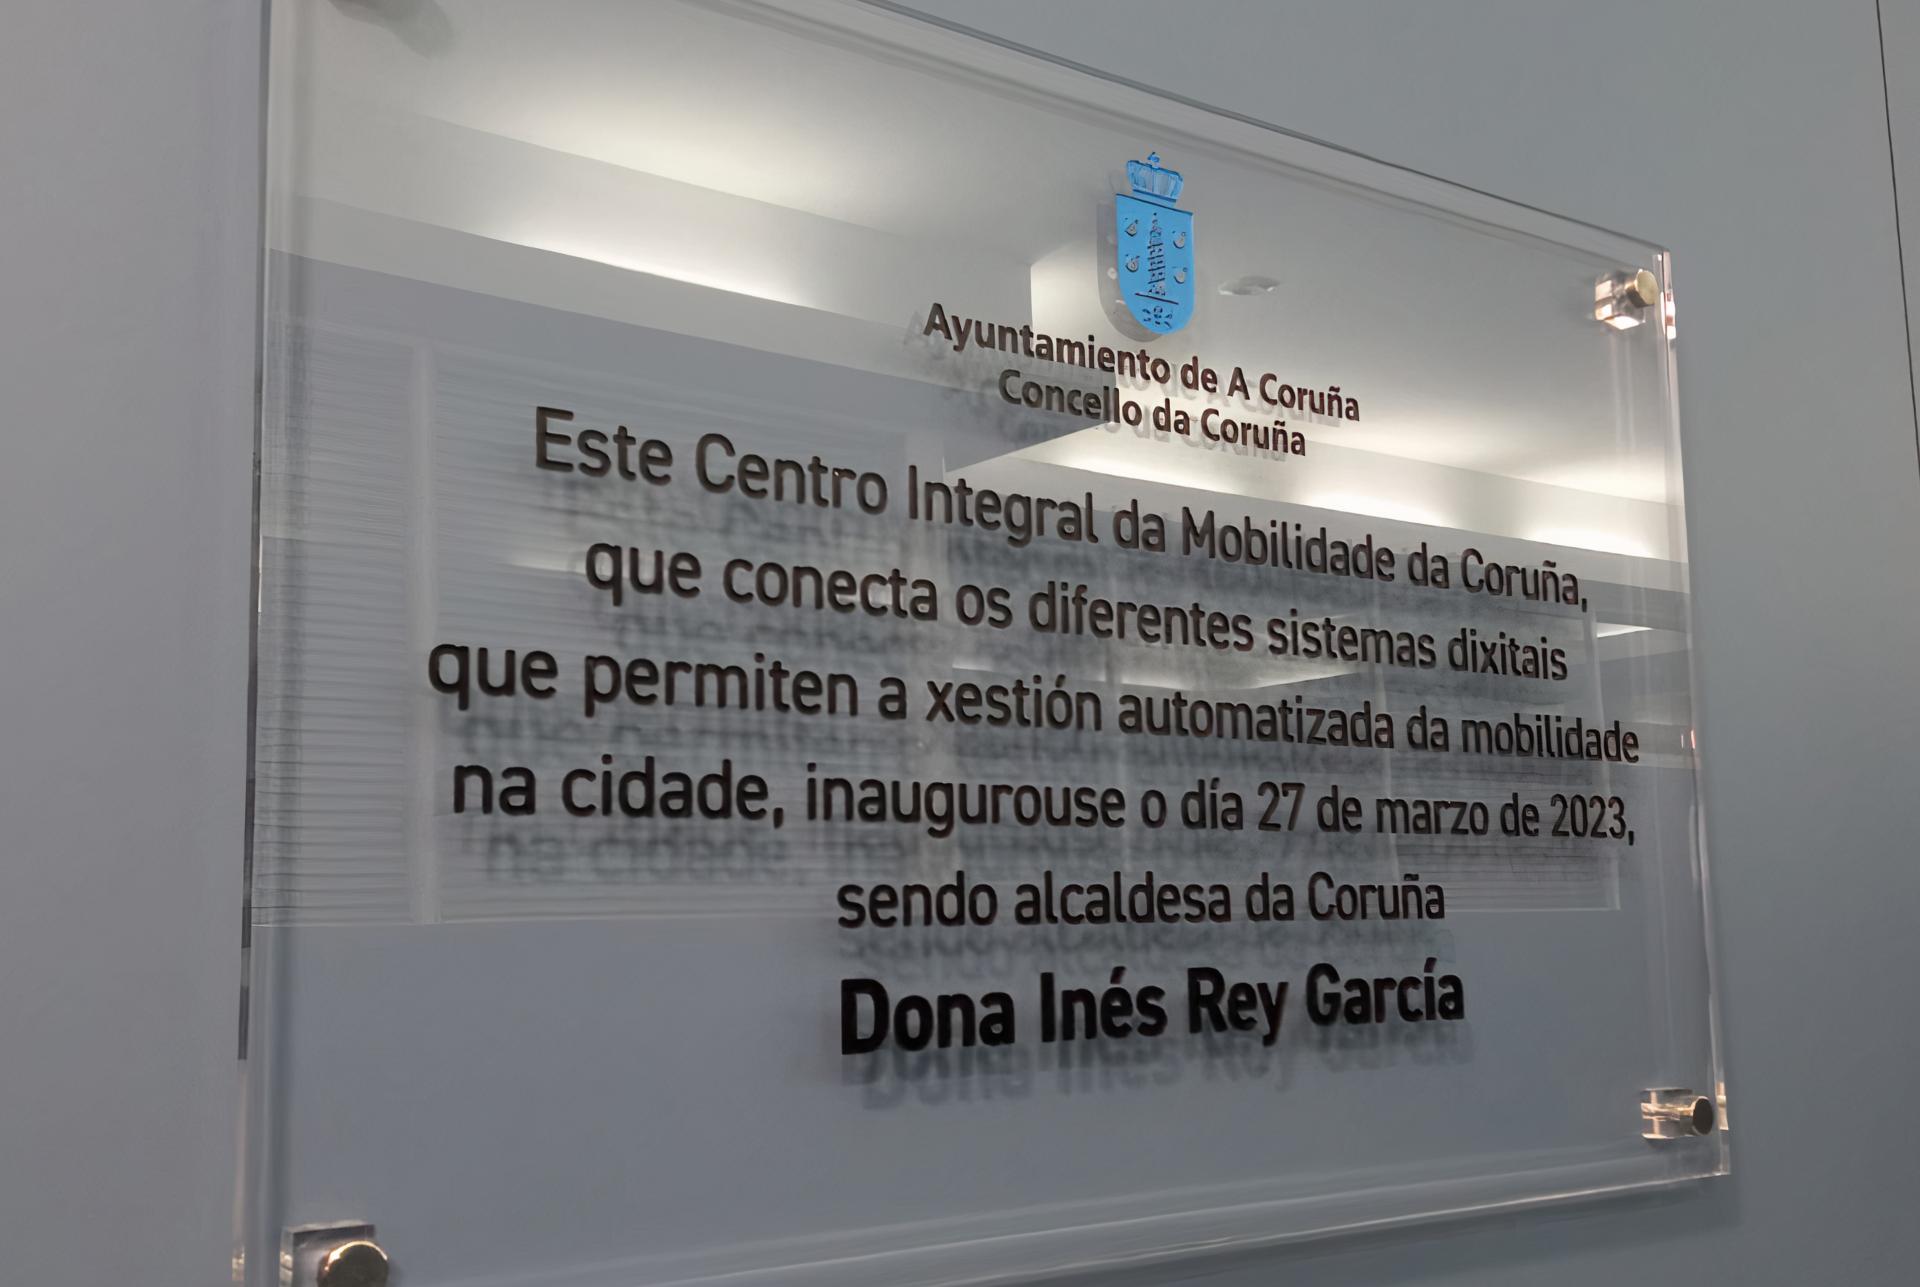 Ayuntamiento de A Coruña
Concello da Coruña
Este Centro Integral da Mobilidade da Coruña,
que conecta os diferentes sistemas dixitais
que permiten a xestión automatizada da mobilidade
na cidade, inaugurouse o día 27 de marzo de 2023,
sendo alcaldesa da Coruña
Dona Inés Rey García